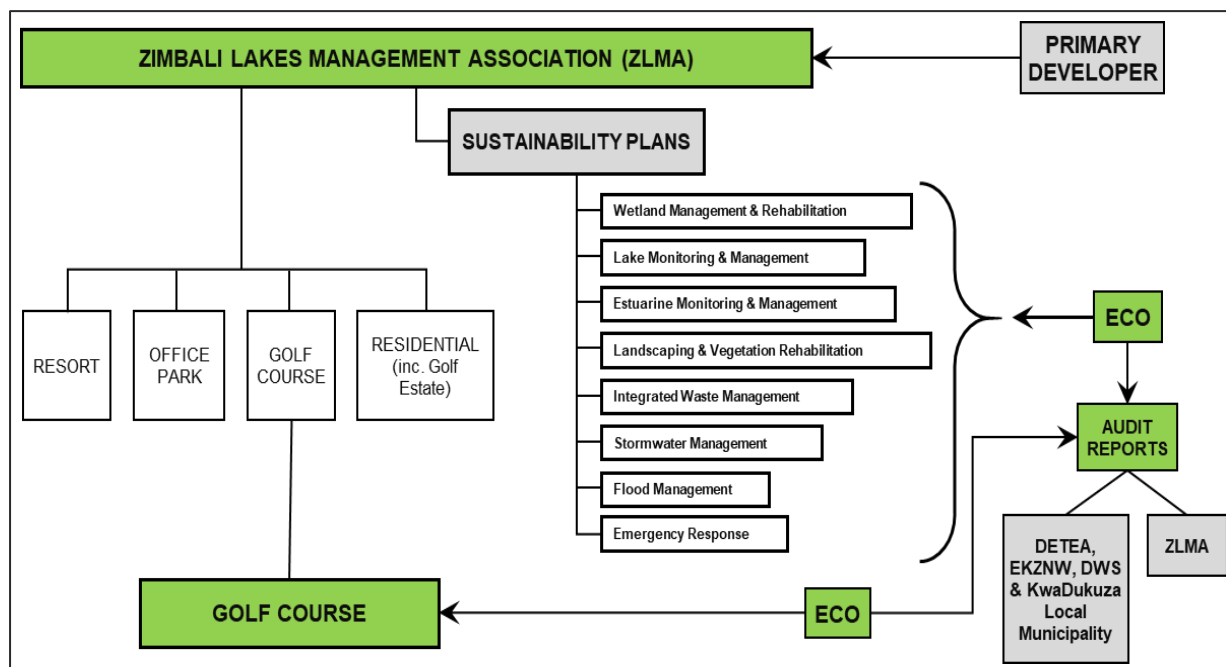 ZIMBALI LAKES MANAGEMENT ASSOCIATION (ZLMA)
PRIMARY
DEVELOPER
SUSTAINABILITY PLANS
Wetland Management & Rehabilitation
Lake Monitoring & Management
Estuarine Monitoring & Management
Landscaping & Vegetation Rehabilitation
Integrated Waste Management
Stormwater Management
Flood Management
Emergency Response
RESORT
OFFICE
PARK
GOLF
COURSE
RESIDENTIAL
(inc. Golf
Estate)
ECO
AUDIT
REPORTS
DETEA,
EKZNW, DWS
& KwaDukuza
Local
Municipality
ZLMA
GOLF COURSE
ECO